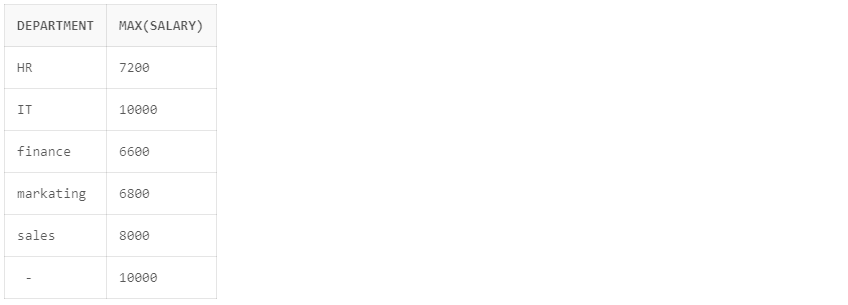 DEPARTMENT MAX(SALARY)
HR 7200
IT 10000
finance 6600
markating 6800
sales 8000
- 10000